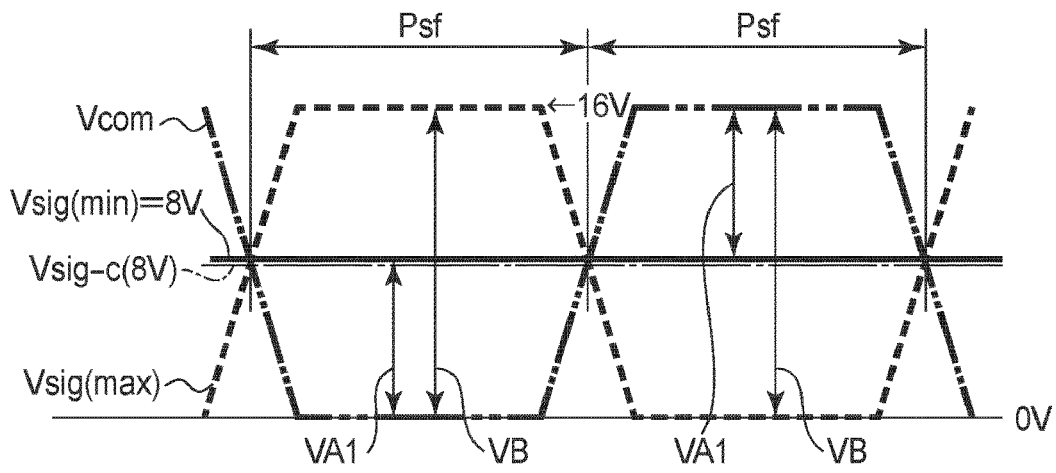 Psf
Psf
Vcom
←16V
Vsig(min)=8V
Vsig-c(8V)
Vsig(max)
0V
VA1
VB
VA1
VB